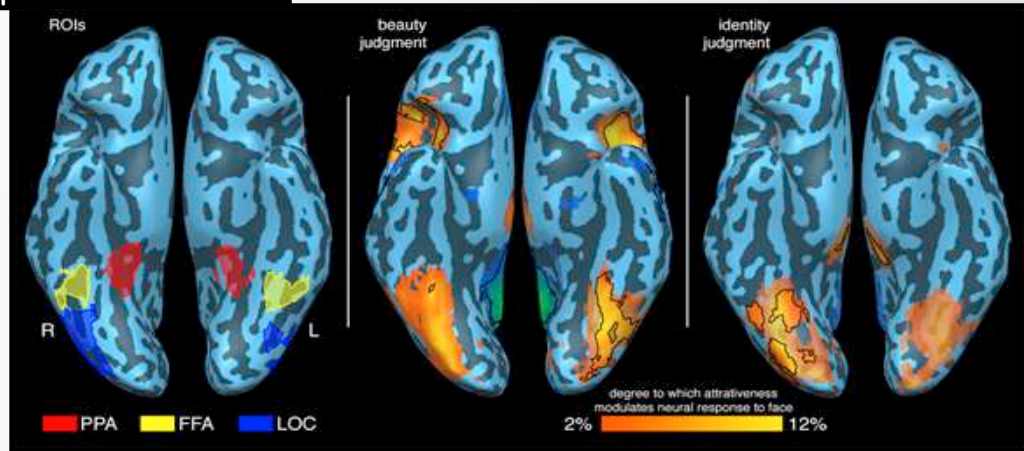 ROIs
beauty
judgment
identity
judgment
R
L
PPA
FFA
LOC
degree to which attrativeness
modulates neural response to face
2%
12%